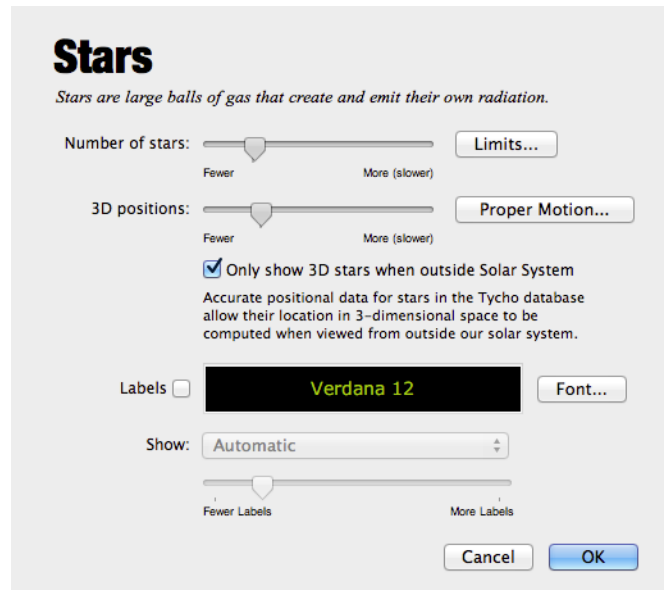 Stars
Stars are large balls of gas that create and emit their own radiation.
Number of stars:
Limits...
Fewer
More (slower)
3D positions:
Proper Motion...
Fewer
More (slower)
Only show 3D stars when outside Solar System
Accurate positional data for stars in the Tycho database
allow their location in 3-dimensional space to be
computed when viewed from outside our solar system.
Labels
Verdana 12
Font...
Show:
Automatic
Fewer Labels
More Labels
Cancel
OK